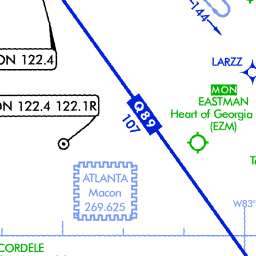 144
ON 122.4
LARZZ
MON
EASTMAN
Heart of Georgia
(EZM)
ON 122.4 122.1R
Q89
107
ATLANTA
Macon
269.625
W83°
CORDELE